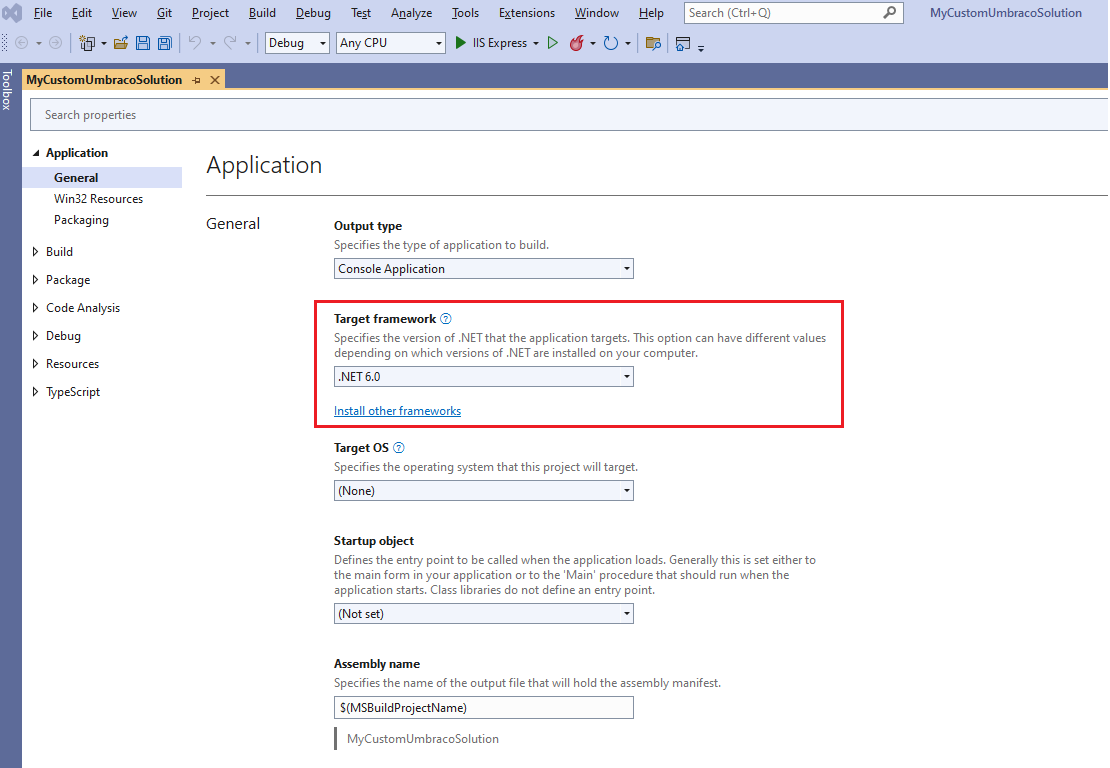 File Edit View Git Project Build Debug Test Analyze Tools Extensions Window Help Search (Ctrl+Q) MyCustomUmbracoSolution
Debug Any CPU IIS Express
Toolbox
MyCustomUmbracoSolution
Search properties
Application
General
Win32 Resources
Packaging
Build
Package
Code Analysis
Debug
Resources
TypeScript
Application
General
Output type
Specifies the type of application to build.
Console Application
Target framework ?
Specifies the version of .NET that the application targets. This option can have different values
depending on which versions of .NET are installed on your computer.
.NET 6.0
Install other frameworks
Target OS ?
Specifies the operating system that this project will target.
(None)
Startup object
Defines the entry point to be called when the application loads. Generally this is set either to
the main form in your application or to the 'Main' procedure that should run when the
application starts. Class libraries do not define an entry point.
(Not set)
Assembly name
Specifies the name of the output file that will hold the assembly manifest.
$(MSBuildProjectName)
MyCustomUmbracoSolution